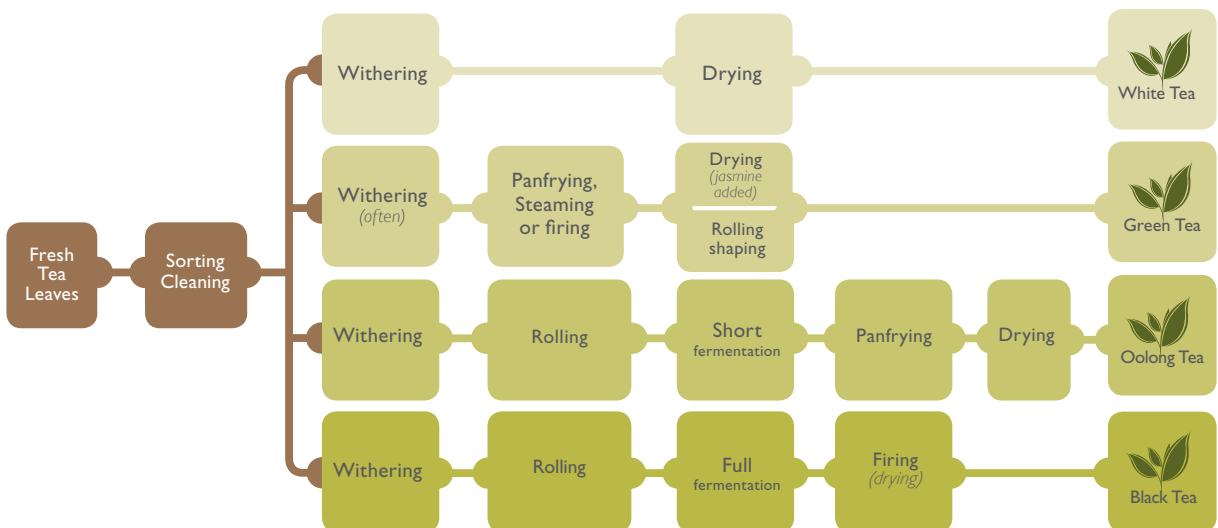 Withering
Drying
White Tea
Withering
(often)
Panfrying,
Steaming
or firing
Drying
(jasmine
added)
Rolling
shaping
Green Tea
Fresh
Tea
Leaves
Sorting
Cleaning
Withering
Rolling
Short
fermentation
Panfrying
Drying
Oolong Tea
Withering
Rolling
Full
fermentation
Firing
(drying)
Black Tea